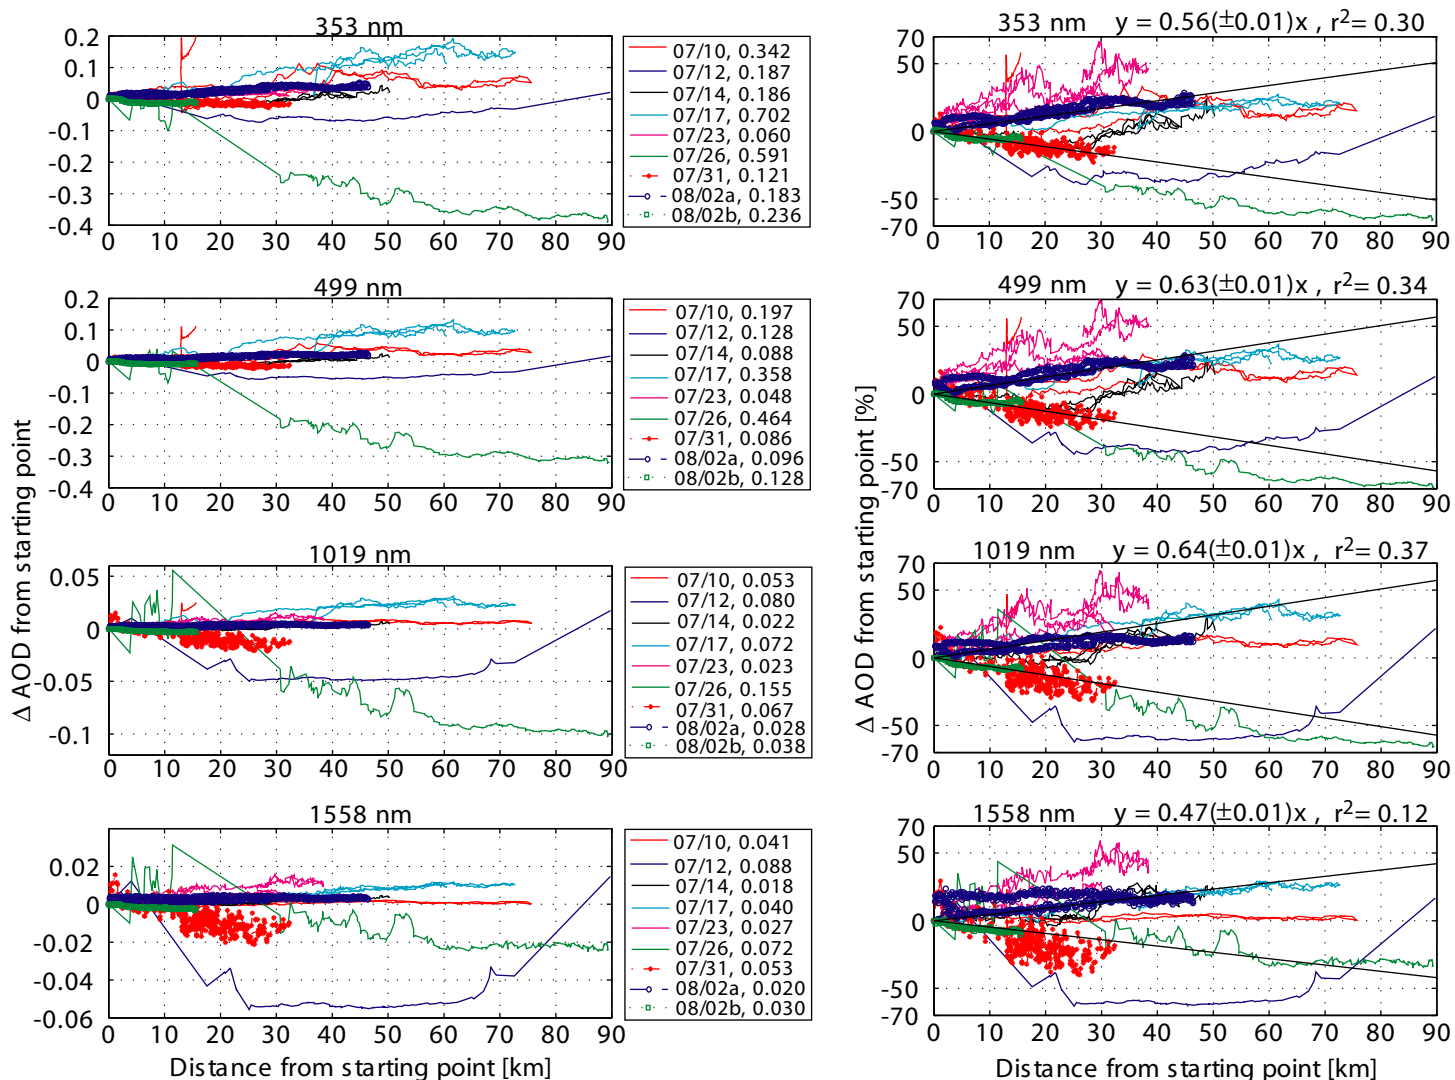 353 nm
0.2
0.1
0
-0.1
-0.2
-0.3
-0.4
0 10 20 30 40 50 60 70 80 90
07/10, 0.342
07/12, 0.187
07/14, 0.186
07/17, 0.702
07/23, 0.060
07/26, 0.591
07/31, 0.121
08/02a, 0.183
08/02b, 0.236
353 nm y = 0.56(±0.01)x , r²= 0.30
70
50
0
-50
-70
0 10 20 30 40 50 60 70 80 90
499 nm
0.2
0.1
0
-0.1
-0.2
-0.3
-0.4
0 10 20 30 40 50 60 70 80 90
07/10, 0.197
07/12, 0.128
07/14, 0.088
07/17, 0.358
07/23, 0.048
07/26, 0.464
07/31, 0.086
08/02a, 0.096
08/02b, 0.128
499 nm y = 0.63(±0.01)x , r²= 0.34
70
50
0
-50
-70
0 10 20 30 40 50 60 70 80 90
Δ AOD from starting point
Δ AOD from starting point [%]
1019 nm
0.05
0
-0.05
-0.1
0 10 20 30 40 50 60 70 80 90
07/10, 0.053
07/12, 0.080
07/14, 0.022
07/17, 0.072
07/23, 0.023
07/26, 0.155
07/31, 0.067
08/02a, 0.028
08/02b, 0.038
1019 nm y = 0.64(±0.01)x , r²= 0.37
70
50
0
-50
-70
0 10 20 30 40 50 60 70 80 90
1558 nm
0.02
0
-0.02
-0.04
-0.06
0 10 20 30 40 50 60 70 80 90
07/10, 0.041
07/12, 0.088
07/14, 0.018
07/17, 0.040
07/23, 0.027
07/26, 0.072
07/31, 0.053
08/02a, 0.020
08/02b, 0.030
1558 nm y = 0.47(±0.01)x , r²= 0.12
70
50
0
-50
-70
0 10 20 30 40 50 60 70 80 90
Distance from starting point [km]
Distance from starting point [km]